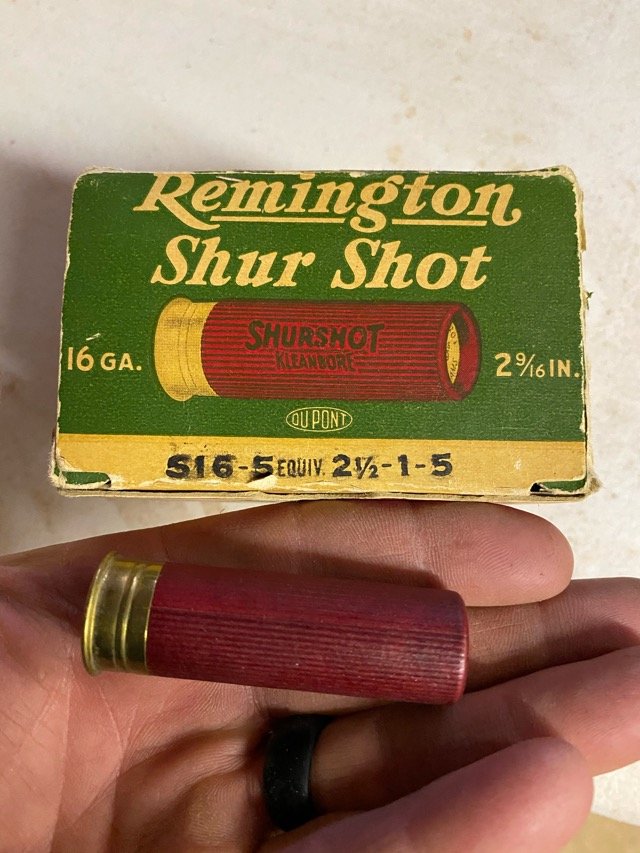 Remington
Shur Shot
SHURSHOT
KLEANBORE
16 GA.
2 9/16 IN.
DU PONT
S16-5 EQUIV. 2½-1-5